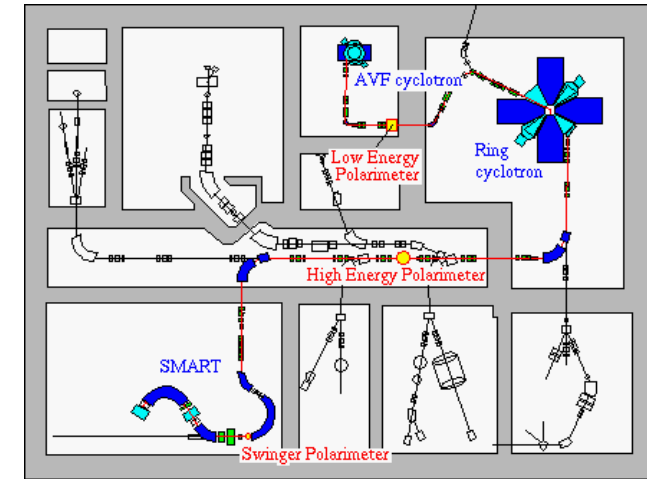 AVF cyclotron
Low Energy
Polarimeter
Ring
cyclotron
High Energy Polarimeter
SMART
Swinger Polarimeter